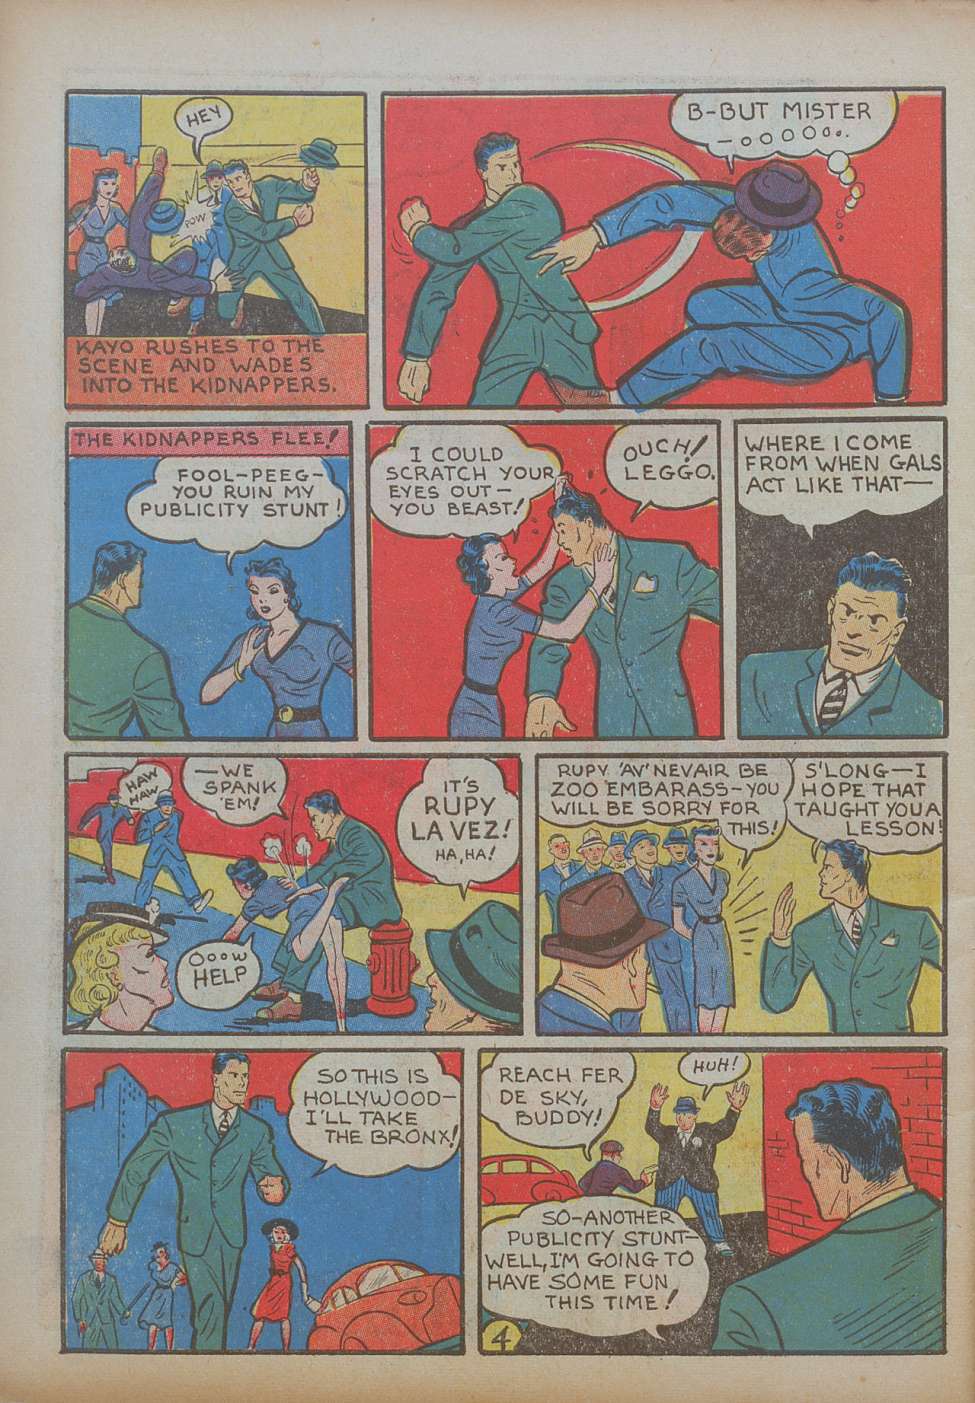 HEY
POW
KAYO RUSHES TO THE
SCENE AND WADES
INTO THE KIDNAPPERS.
B-BUT MISTER
THE KIDNAPPERS FLEE!
FOOL-PEEG-
YOU RUIN MY
PUBLICITY STUNT!
I COULD
SCRATCH YOUR
EYES OUT-
YOU BEAST!
OUCH!
LEGGO.
WHERE I COME
FROM WHEN GALS
ACT LIKE THAT-
HAW
HAW
-WE
SPANK
'EM!
IT'S
RUPY
LA VEZ!
HA, HA!
OOOW
HELP
RUPY 'AV' NEVAIR BE
ZOO 'EMBARASS-YOU
WILL BE SORRY FOR
THIS!
S'LONG-I
HOPE THAT
TAUGHT YOU A
LESSON!
SO THIS IS
HOLLYWOOD-
I'LL TAKE
THE BRONX!
REACH FER
DE SKY,
BUDDY!
HUH!
SO-ANOTHER
PUBLICITY STUNT-
WELL, I'M GOING TO
HAVE SOME FUN
THIS TIME!
4